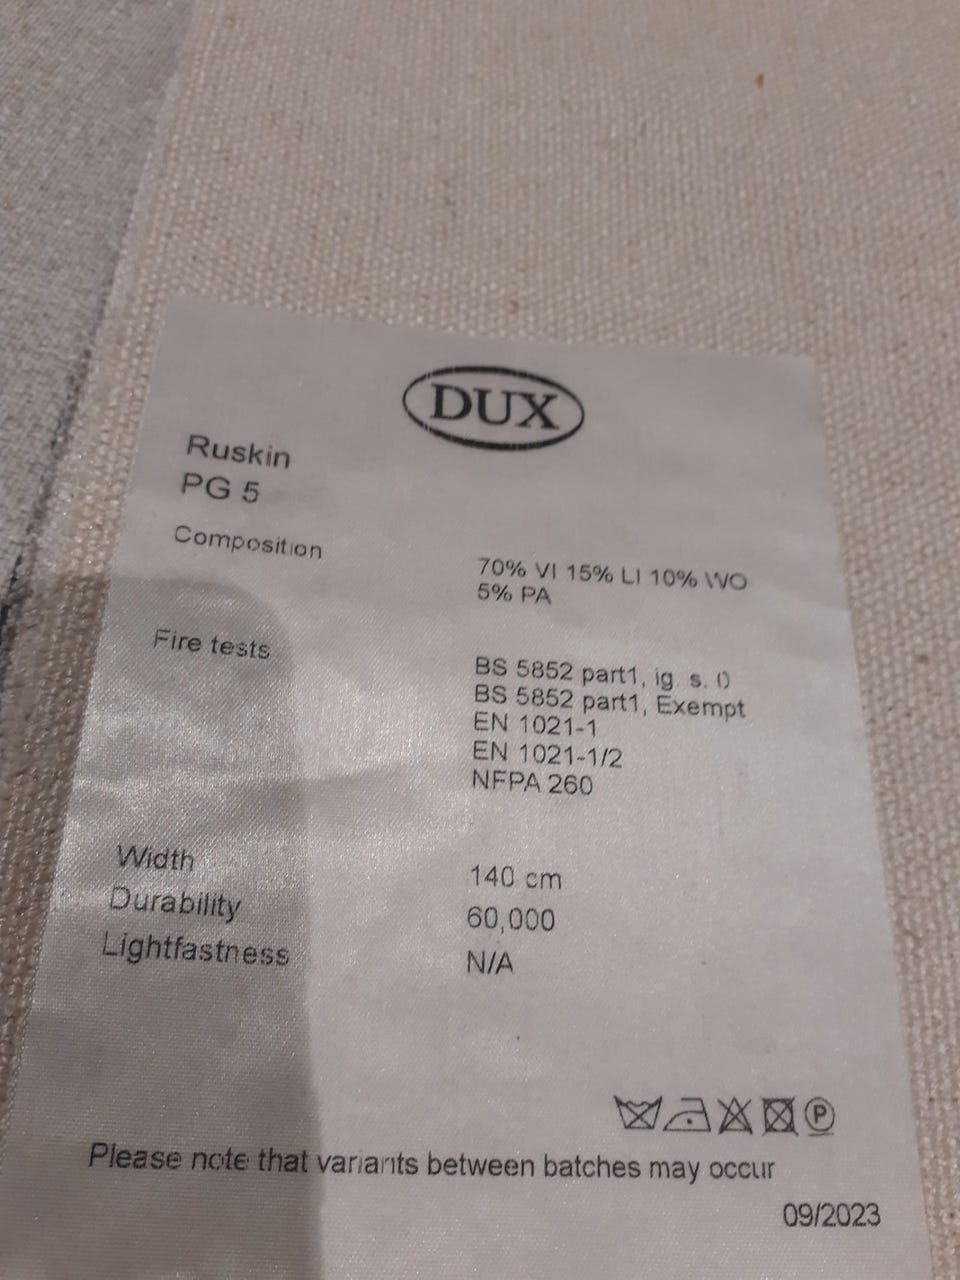 DUX
Ruskin
PG 5
Composition
70% VI 15% LI 10% WO
5% PA
Fire tests
BS 5852 part1, ig. s. 0
BS 5852 part1, Exempt
EN 1021-1
EN 1021-1/2
NFPA 260
Width 140 cm
Durability 60,000
Lightfastness N/A
P
Please note that variants between batches may occur
09/2023